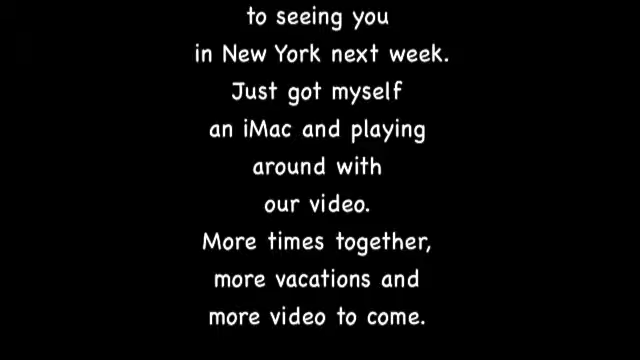 to seeing you
in New York next week.
Just got myself
an iMac and playing
around with
our video.
More times together,
more vacations and
more video to come.